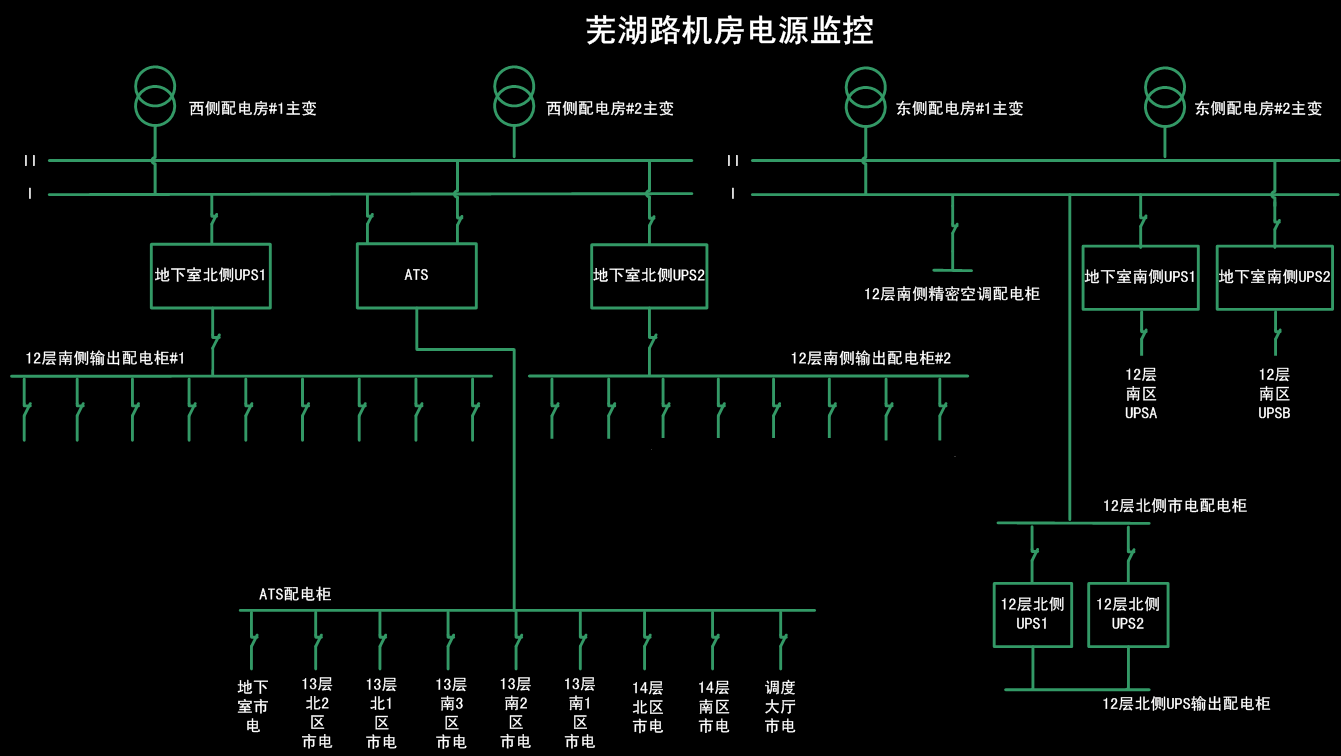 芜湖路机房电源监控
西侧配电房#1主变
西侧配电房#2主变
东侧配电房#1主变
东侧配电房#2主变
II
II
I
I
地下室北侧UPS1
ATS
地下室北侧UPS2
12层南侧精密空调配电柜
地下室南侧UPS1
地下室南侧UPS2
12层南侧输出配电柜#1
12层南侧输出配电柜#2
12层
南区
UPSA
12层
南区
UPSB
12层北侧市电配电柜
ATS配电柜
12层北侧
UPS1
12层北侧
UPS2
地下
室市
电
13层
北2
区
市电
13层
北1
区
市电
13层
南3
区
市电
13层
南2
区
市电
13层
南1
区
市电
14层
北区
市电
14层
南区
市电
调度
大厅
市电
12层北侧UPS输出配电柜